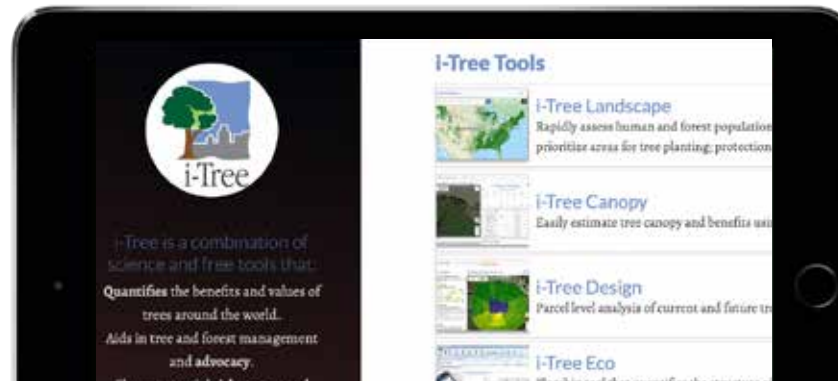 i-Tree
i-Tree is a combination of
science and free tools that:
Quantifies the benefits and values of
trees around the world.
Aids in tree and forest management
and advocacy.
i-Tree Tools
i-Tree Landscape
Rapidly assess human and forest population
prioritize areas for tree planting, protection
i-Tree Canopy
Easily estimate tree canopy and benefits
i-Tree Design
Parcel level analysis of current and future
i-Tree Eco